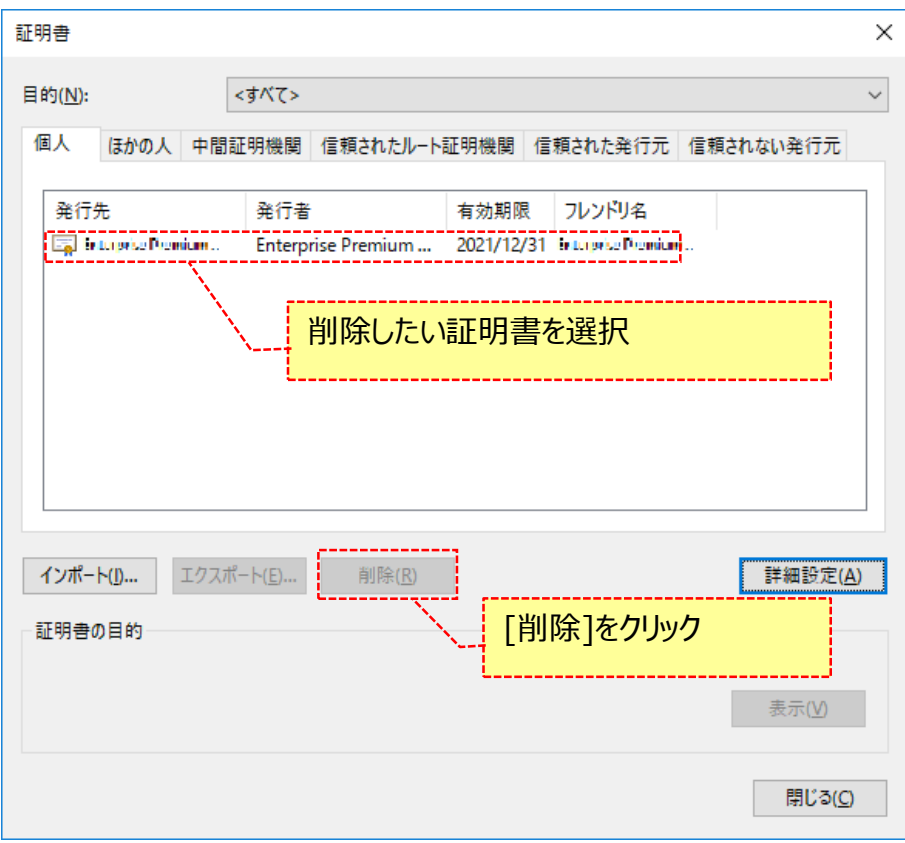 証明書
目的(N): <すべて>
個人 ほかの人 中間証明機関 信頼されたルート証明機関 信頼された発行元 信頼されない発行元
発行先 発行者 有効期限 フレンドリ名
Enterprise Premium ... 2021/12/31
削除したい証明書を選択
インポート(I)... エクスポート(E)... 削除(R) 詳細設定(A)
[削除]をクリック
証明書の目的
表示(V)
閉じる(C)